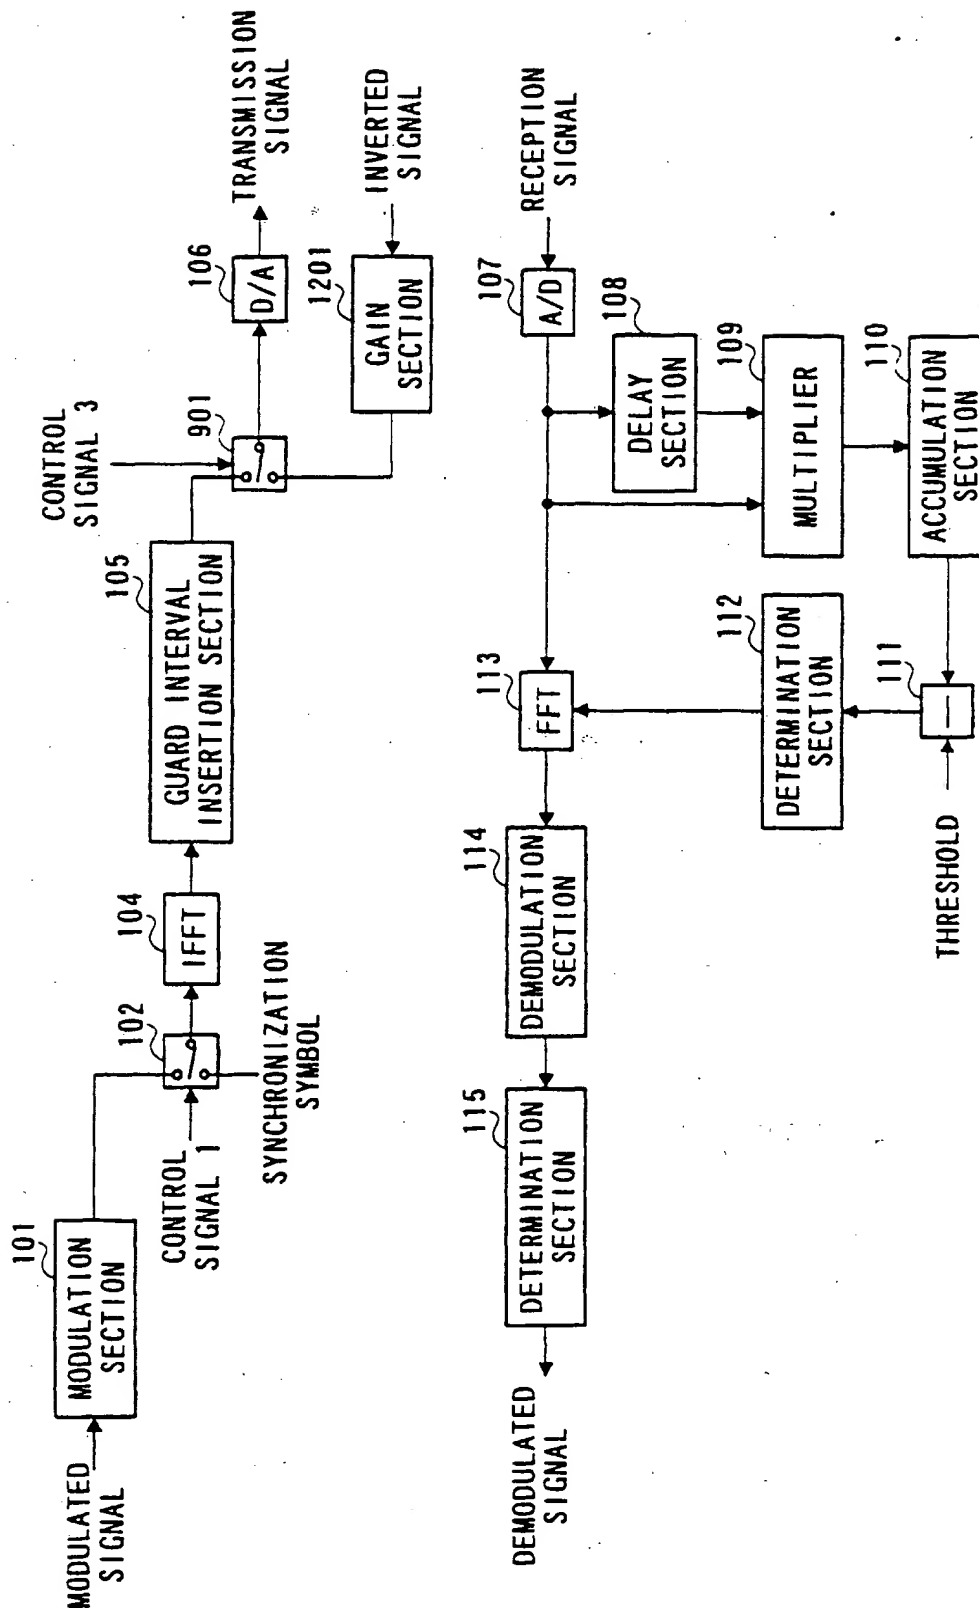 MODULATED
SIGNAL
101
MODULATION
SECTION
CONTROL
SIGNAL 1
102
SYNCHRONIZATION
SYMBOL
104
IFFT
105
GUARD INTERVAL
INSERTION SECTION
CONTROL
SIGNAL 3
901
106
D/A
TRANSMISSION
SIGNAL
1201
GAIN
SECTION
INVERTED
SIGNAL
DEMODULATED
SIGNAL
115
DETERMINATION
SECTION
114
DEMODULATION
SECTION
113
FFT
107
A/D
RECEPTION
SIGNAL
108
DELAY
SECTION
109
MULTIPLIER
110
ACCUMULATION
SECTION
112
DETERMINATION
SECTION
111
THRESHOLD